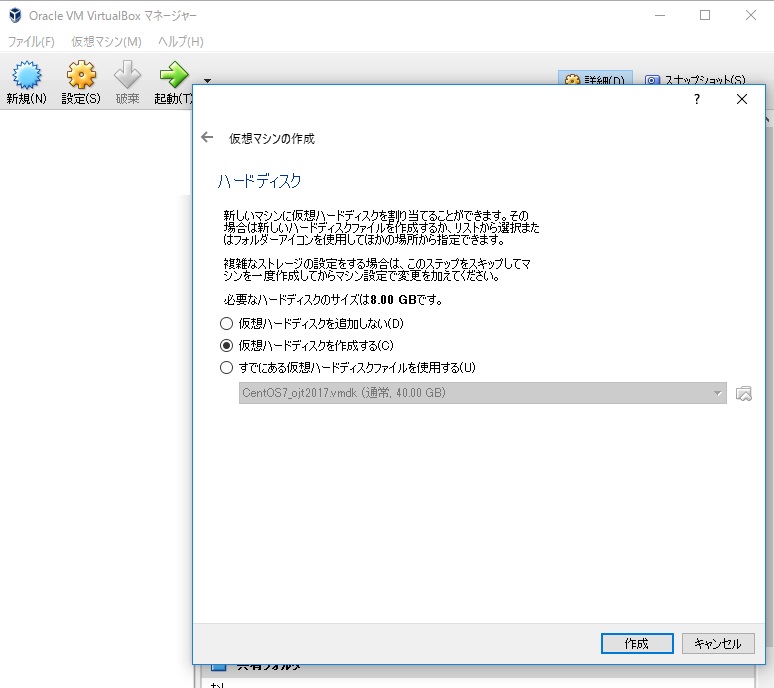 Oracle VM VirtualBox マネージャー
ファイル(F) 仮想マシン(M) ヘルプ(H)
新規(N) 設定(S) 破棄 起動(T) 詳細(D) スナップショット(S)
?
仮想マシンの作成
ハードディスク
新しいマシンに仮想ハードディスクを割り当てることができます。その
場合は新しいハードディスクファイルを作成するか、リストから選択また
はフォルダーアイコンを使用してほかの場所から指定できます。
複雑なストレージの設定をする場合は、このステップをスキップしてマ
シンを一度作成してからマシン設定で変更を加えてください。
必要なハードディスクのサイズは8.00 GBです。
仮想ハードディスクを追加しない(D)
仮想ハードディスクを作成する(C)
すでにある仮想ハードディスクファイルを使用する(U)
CentOS7_ojt2017.vmdk (通常, 40.00 GB)
作成 キャンセル
共有フォルダー